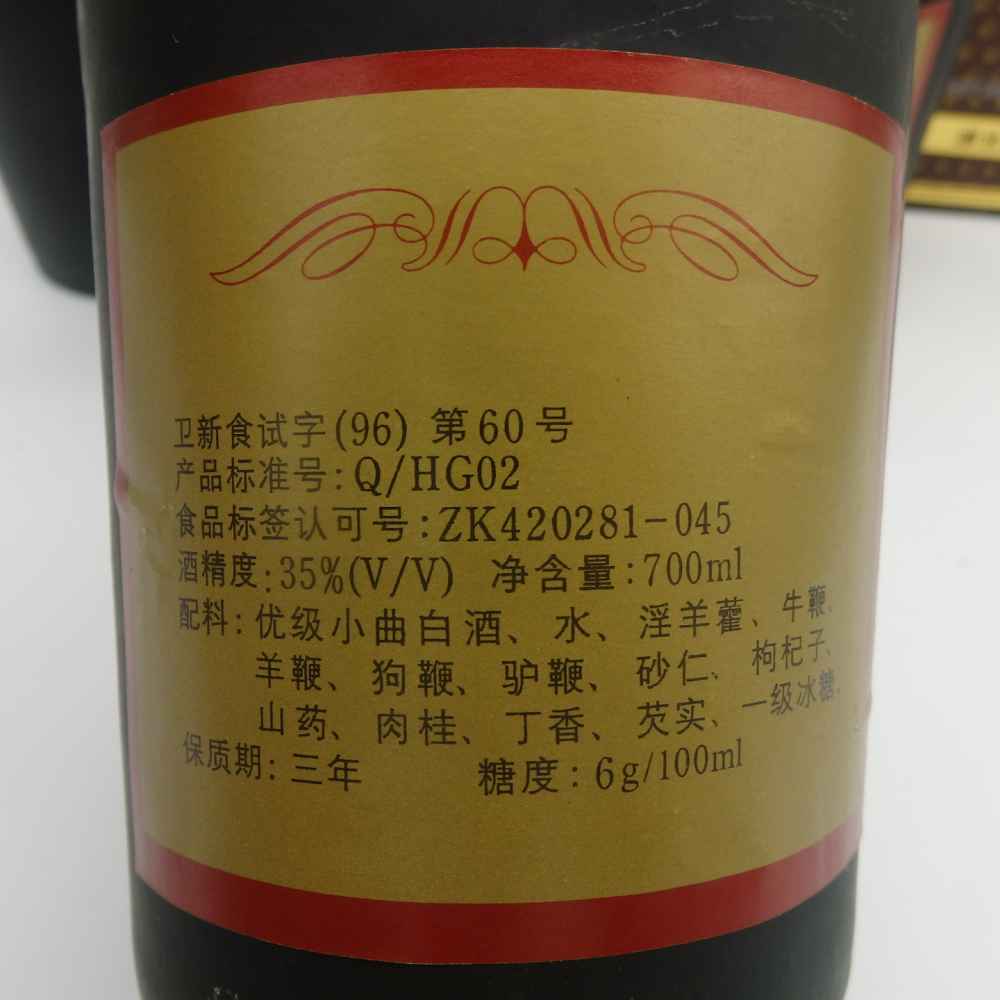 卫新食试字(96) 第60号
产品标准号:Q/HG02
食品标签认可号:ZK420281-045
酒精度:35%(V/V) 净含量:700ml
配料:优级小曲白酒、水、淫羊藿、牛鞭、
羊鞭、狗鞭、驴鞭、砂仁、枸杞子、
山药、肉桂、丁香、芡实、一级冰糖.
保质期:三年 糖度:6g/100ml